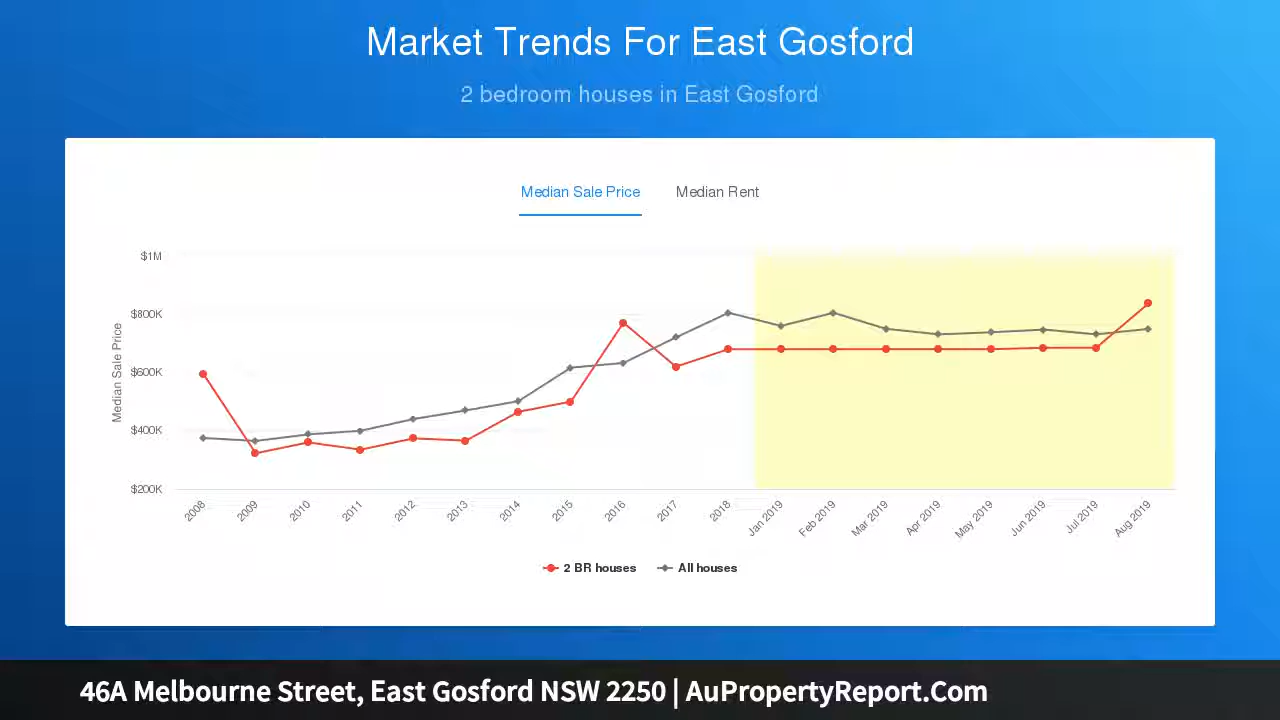 Market Trends For East Gosford
2 bedroom houses in East Gosford
Median Sale Price
Median Rent
$1M
$800K
$600K
$400K
$200K
Median Sale Price
2008
2009
2010
2011
2012
2013
2014
2015
2016
2017
2018
Jan 2019
Feb 2019
Mar 2019
Apr 2019
May 2019
Jun 2019
Jul 2019
Aug 2019
2 BR houses
All houses
46A Melbourne Street, East Gosford NSW 2250 | AuPropertyReport.Com